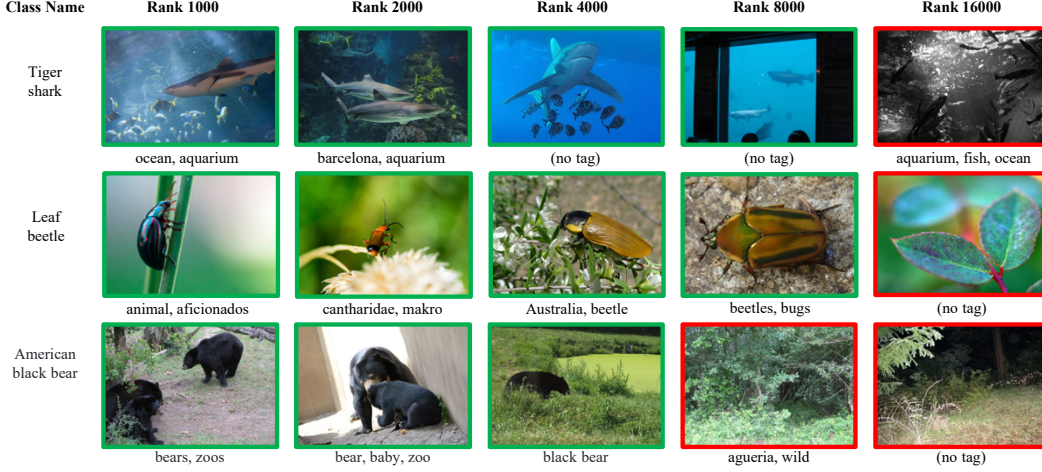 Class Name Rank 1000 Rank 2000 Rank 4000 Rank 8000 Rank 16000
Tiger
shark
ocean, aquarium barcelona, aquarium (no tag) (no tag) aquarium, fish, ocean
Leaf
beetle
animal, aficionados cantharidae, makro Australia, beetle beetles, bugs (no tag)
American
black bear
bears, zoos bear, baby, zoo black bear agueria, wild (no tag)